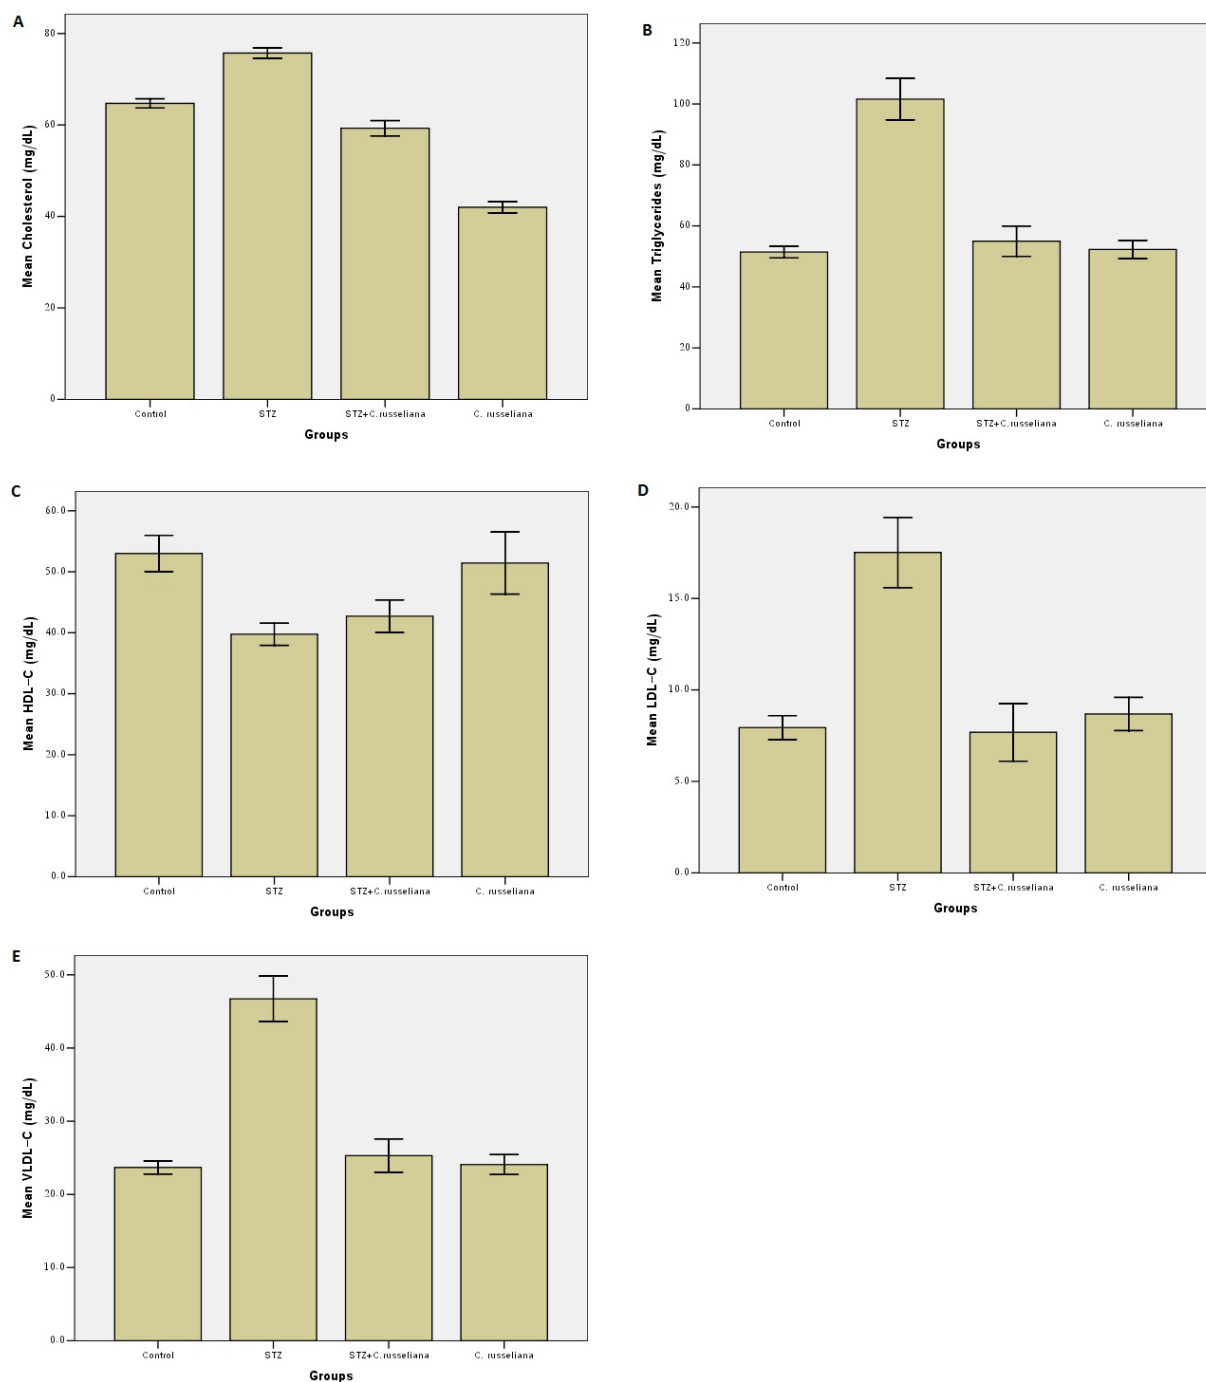 A
Mean Cholesterol (mg/dL)
80
60
40
20
0
Control STZ STZ+C.russeliana C. russeliana
Groups
B
Mean Triglycerides (mg/dL)
120
100
80
60
40
20
0
Control STZ STZ+C.russeliana C. russeliana
Groups
C
Mean HDL-C (mg/dL)
60.0
50.0
40.0
30.0
20.0
10.0
0.0
Control STZ STZ+C.russeliana C. russeliana
Groups
D
Mean LDL-C (mg/dL)
20.0
15.0
10.0
5.0
0.0
Control STZ STZ+C.russeliana C. russeliana
Groups
E
Mean VLDL-C (mg/dL)
50.0
40.0
30.0
20.0
10.0
0.0
Control STZ STZ+C.russeliana C. russeliana
Groups